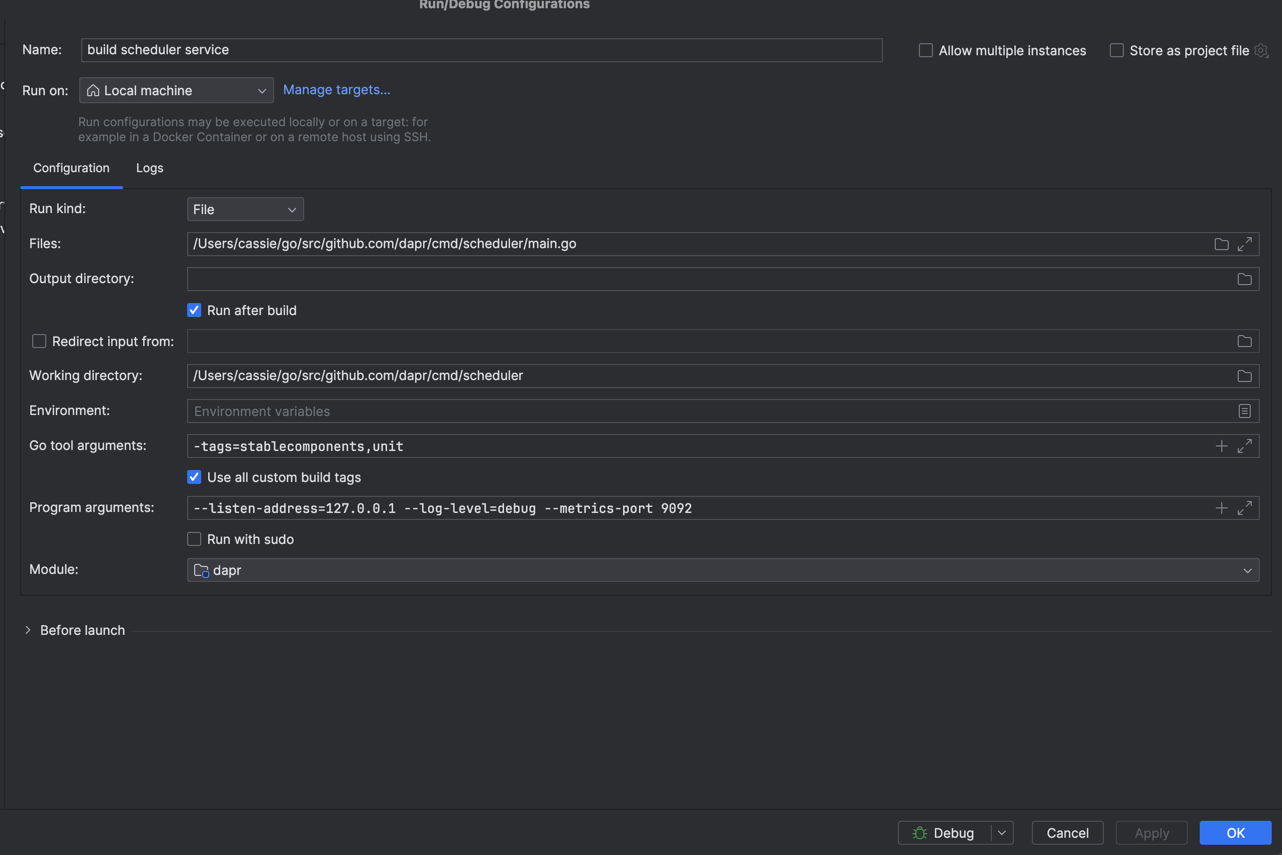 Run/Debug Configurations
Name: build scheduler service Allow multiple instances Store as project file
Run on: Local machine Manage targets...
Run configurations may be executed locally or on a target: for
example in a Docker Container or on a remote host using SSH.
Configuration Logs
Run kind: File
Files: /Users/cassie/go/src/github.com/dapr/cmd/scheduler/main.go
Output directory:
Run after build
Redirect input from:
Working directory: /Users/cassie/go/src/github.com/dapr/cmd/scheduler
Environment: Environment variables
Go tool arguments: -tags=stablecomponents,unit
Use all custom build tags
Program arguments: --listen-address=127.0.0.1 --log-level=debug --metrics-port 9092
Run with sudo
Module: dapr
Before launch
Debug Cancel Apply OK